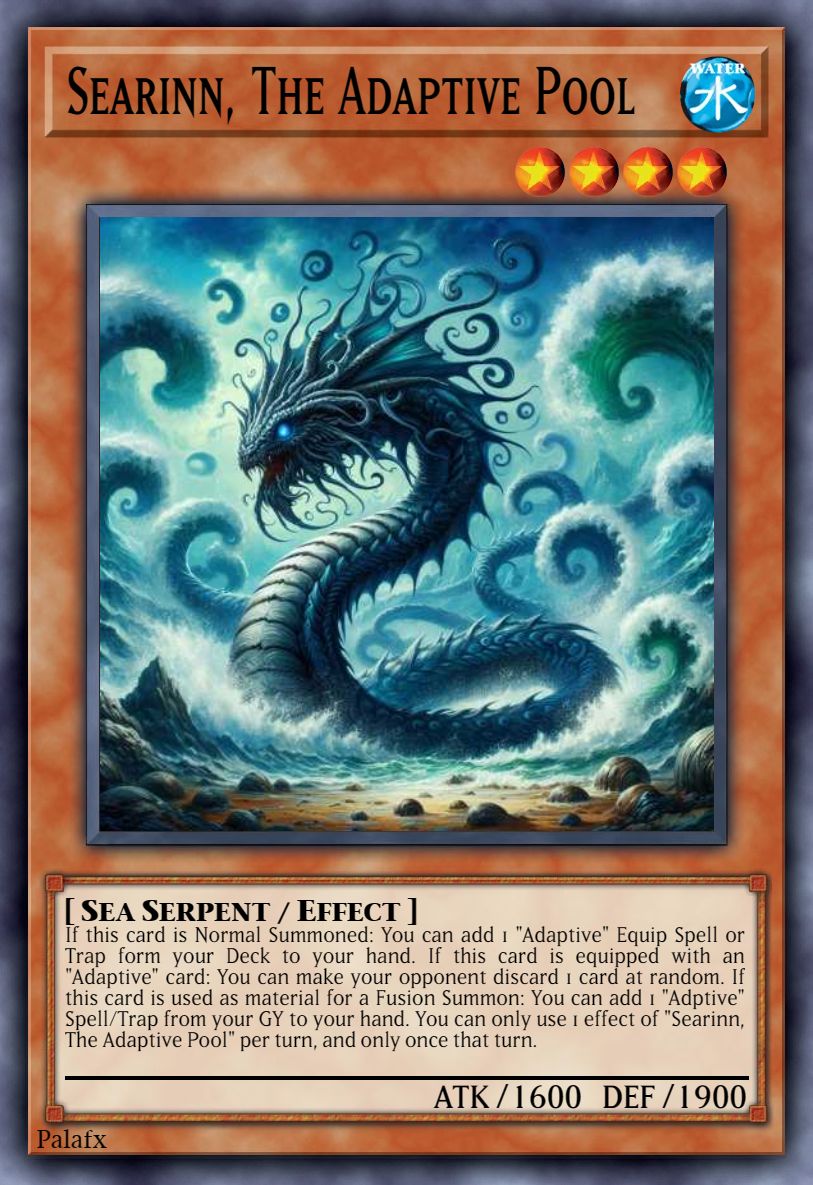 Searinn, The Adaptive Pool
WATER
水
[ Sea Serpent / Effect ]
If this card is Normal Summoned: You can add 1 "Adaptive" Equip Spell or
Trap form your Deck to your hand. If this card is equipped with an
"Adaptive" card: You can make your opponent discard 1 card at random. If
this card is used as material for a Fusion Summon: You can add 1 "Adptive"
Spell/Trap from your GY to your hand. You can only use 1 effect of "Searinn,
The Adaptive Pool" per turn, and only once that turn.
ATK / 1600 DEF / 1900
Palafx